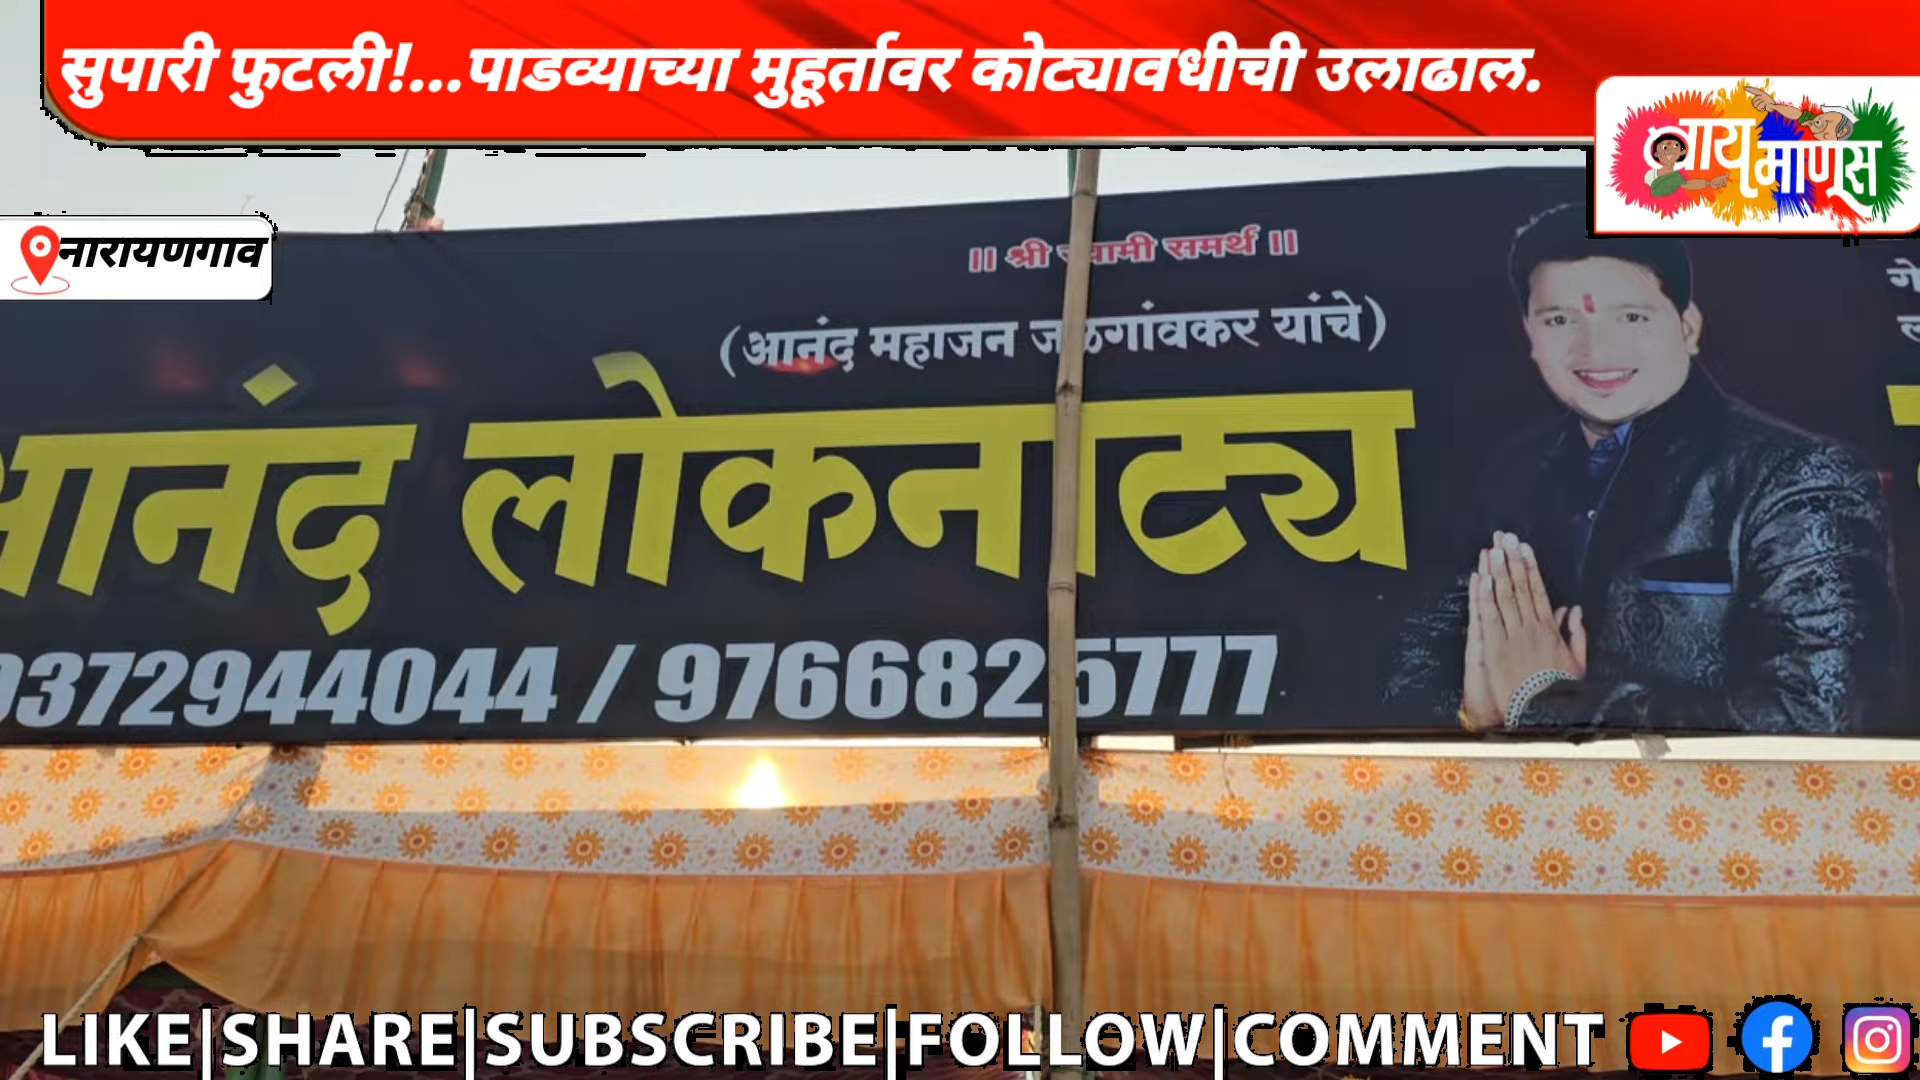 सुपारी फुटली!...पाडव्याच्या मुहूर्तावर कोट्यावधीची उलाढाल.
बाय माणूस
नारायणगाव
|| श्री स्वामी समर्थ ||
(आनंद महाजन जळगांवकर यांचे)
आनंद लोकनाट्य
9372944044 / 9766825777
LIKE|SHARE|SUBSCRIBE|FOLLOW|COMMENT